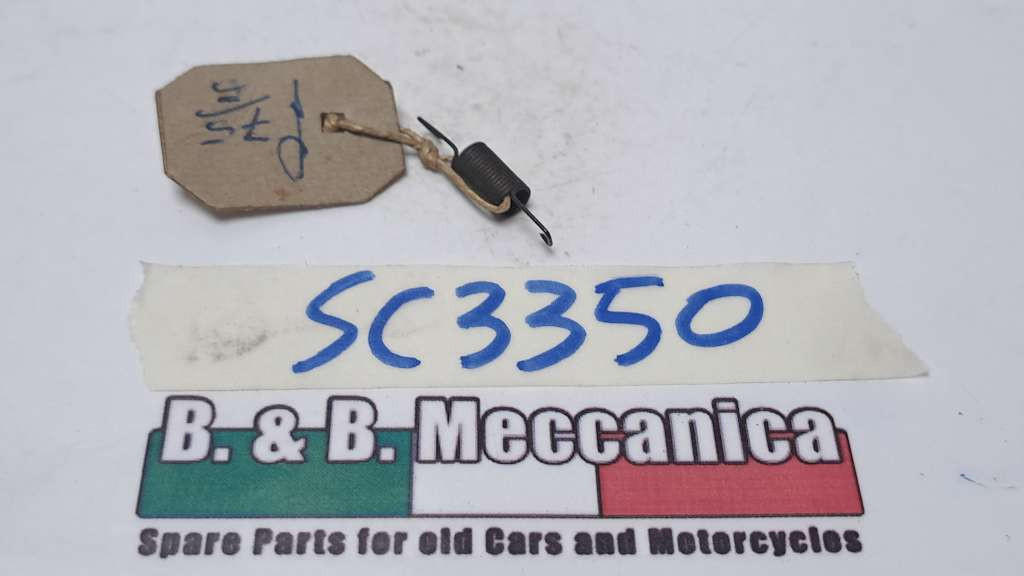 SC3350
B. & B. Meccanica
Spare Parts for old Cars and Motorcycles